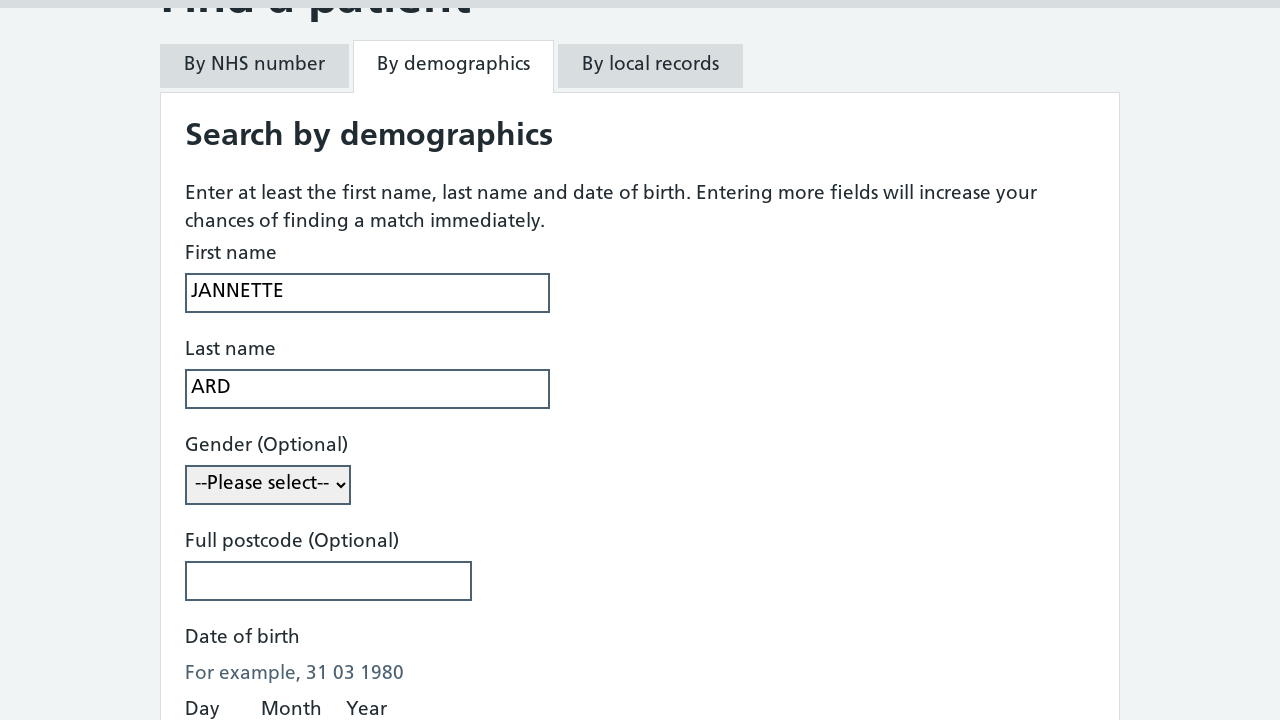 Find a patient
By NHS number
By demographics
By local records
Search by demographics
Enter at least the first name, last name and date of birth. Entering more fields will increase your
chances of finding a match immediately.
First name
JANNETTE
Last name
ARD
Gender (Optional)
--Please select--
Full postcode (Optional)
Date of birth
For example, 31 03 1980
Day Month Year